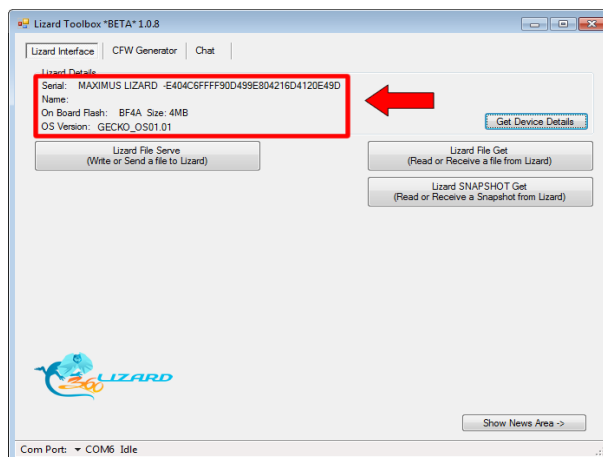 Lizard Toolbox *BETA* 1.0.8
Lizard Interface CFW Generator Chat
Lizard Details
Serial: MAXIMUS LIZARD -E404C6FFFF90D499E804216D4120E49D
Name:
On Board Flash: BF4A Size: 4MB
OS Version: GECKO_OS01.01
Get Device Details
Lizard File Serve
(Write or Send a file to Lizard)
Lizard File Get
(Read or Receive a file from Lizard)
Lizard SNAPSHOT Get
(Read or Receive a Snapshot from Lizard)
360 LIZARD
Show News Area ->
Com Port: COM6 Idle